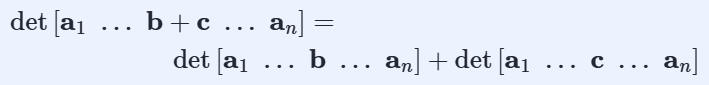 det [a₁ … b + c … aₙ] =
det [a₁ … b … aₙ] + det [a₁ … c … aₙ]